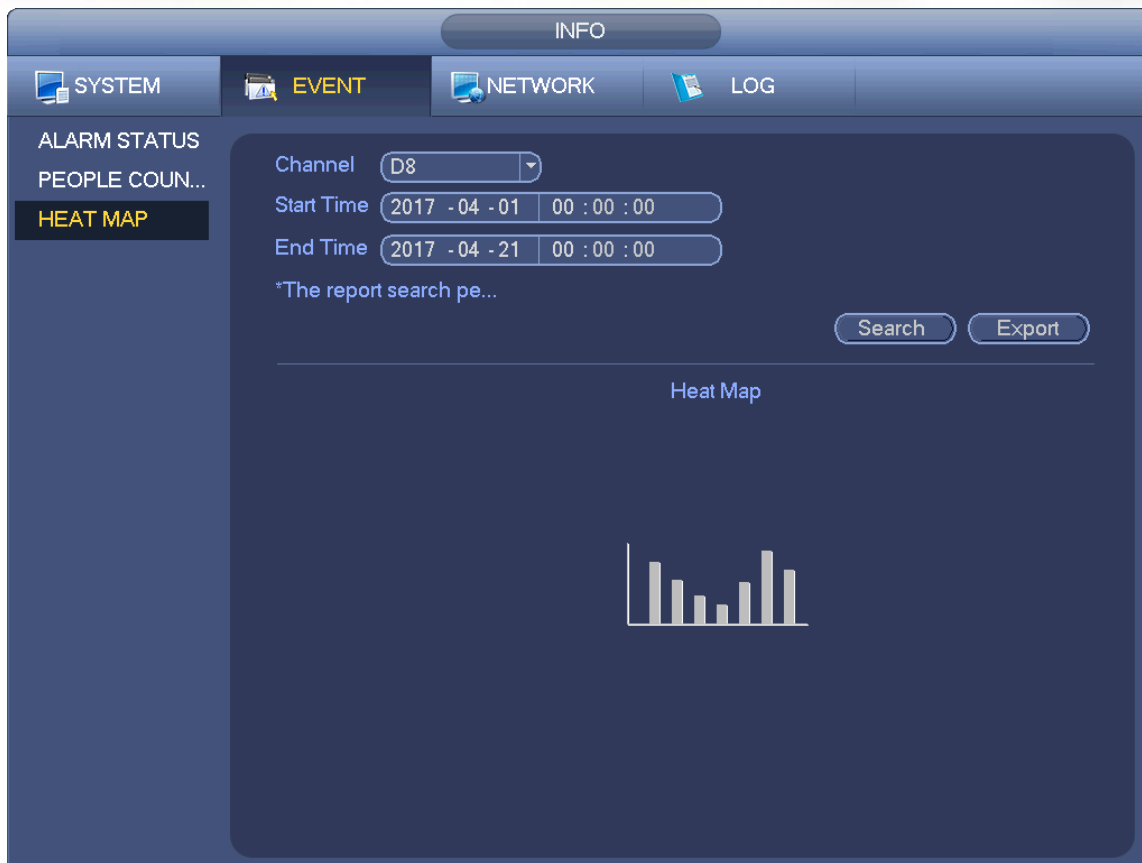 INFO
SYSTEM EVENT NETWORK LOG
ALARM STATUS
PEOPLE COUN...
HEAT MAP
Channel D8
Start Time 2017 - 04 - 01 00 : 00 : 00
End Time 2017 - 04 - 21 00 : 00 : 00
*The report search pe...
Search Export
Heat Map